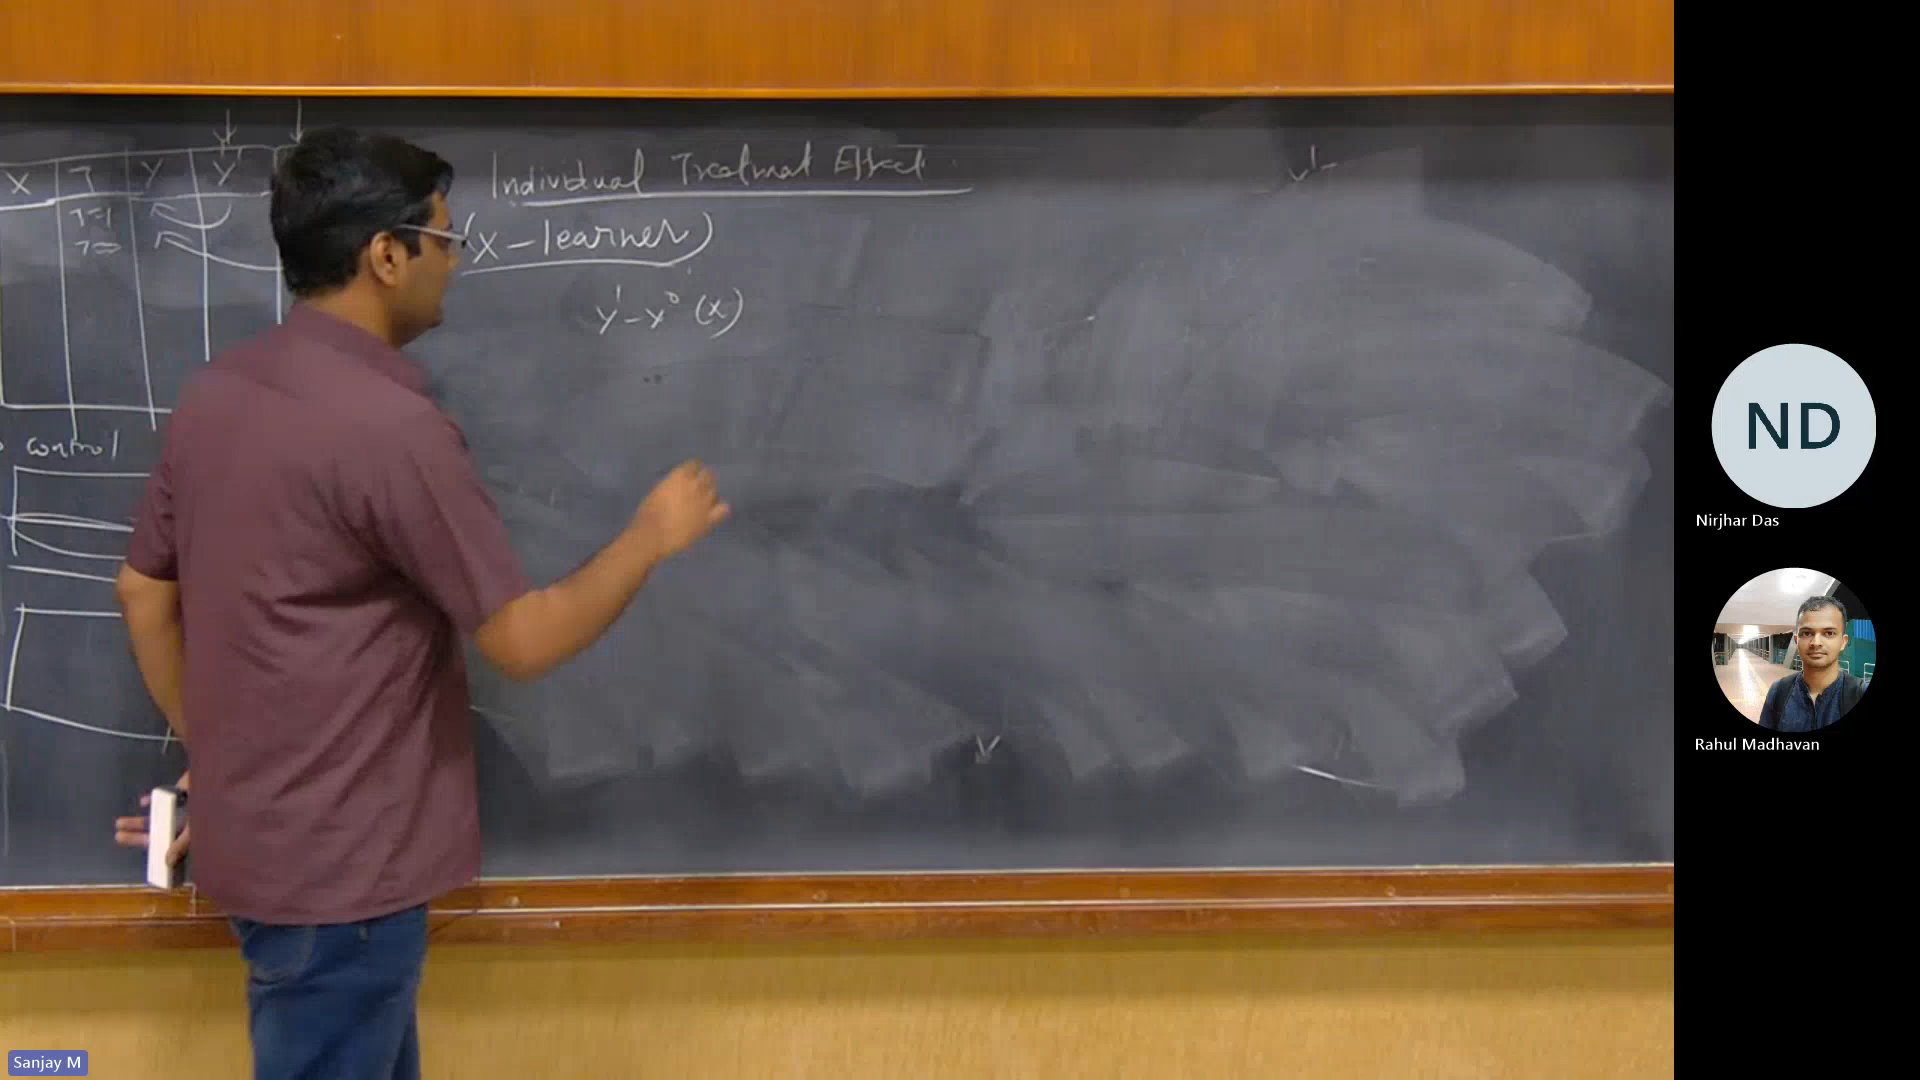 X T Y Y'
T=1
T=0
control
Individual Treatment Effect
(X-learner)
Y¹-Y⁰ (X)
Y
ND
Nirjhar Das
Rahul Madhavan
Sanjay M